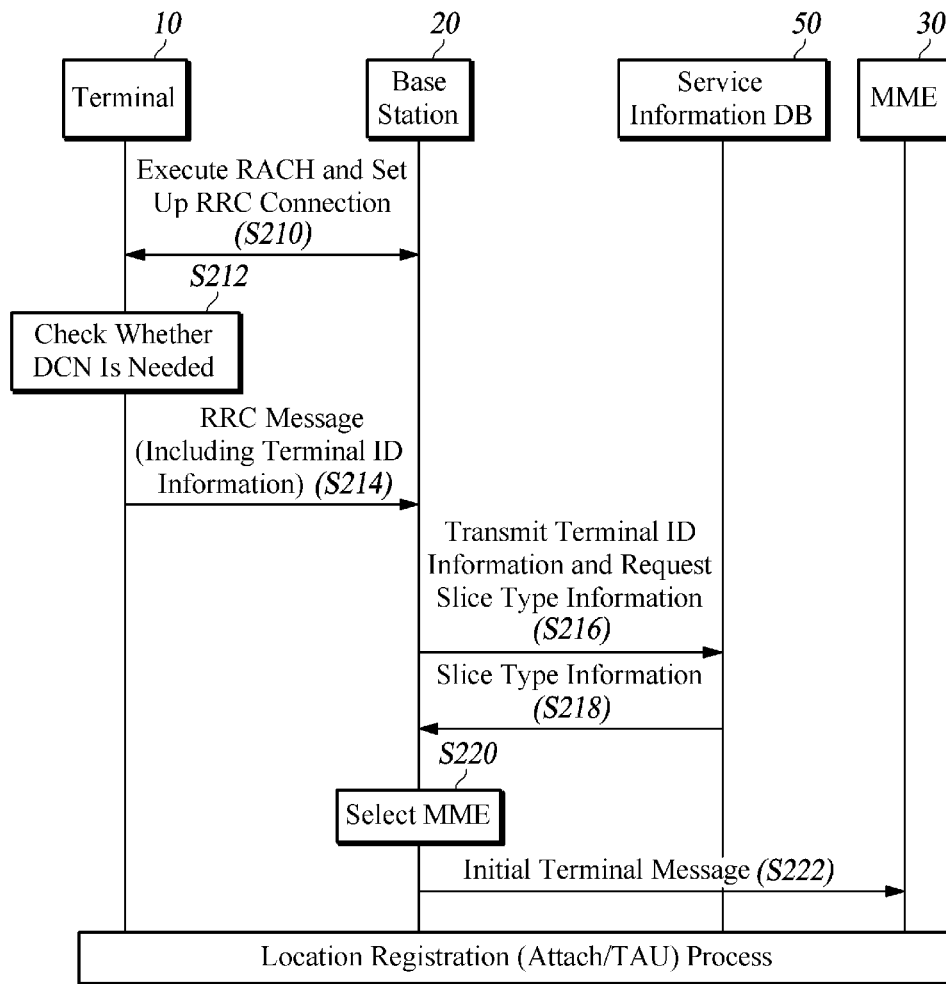 10
20
50
30
Terminal
Base
Station
Service
Information DB
MME
Execute RACH and Set
Up RRC Connection
(S210)
S212
Check Whether
DCN Is Needed
RRC Message
(Including Terminal ID
Information) (S214)
Transmit Terminal ID
Information and Request
Slice Type Information
(S216)
Slice Type Information
(S218)
S220
Select MME
Initial Terminal Message (S222)
Location Registration (Attach/TAU) Process